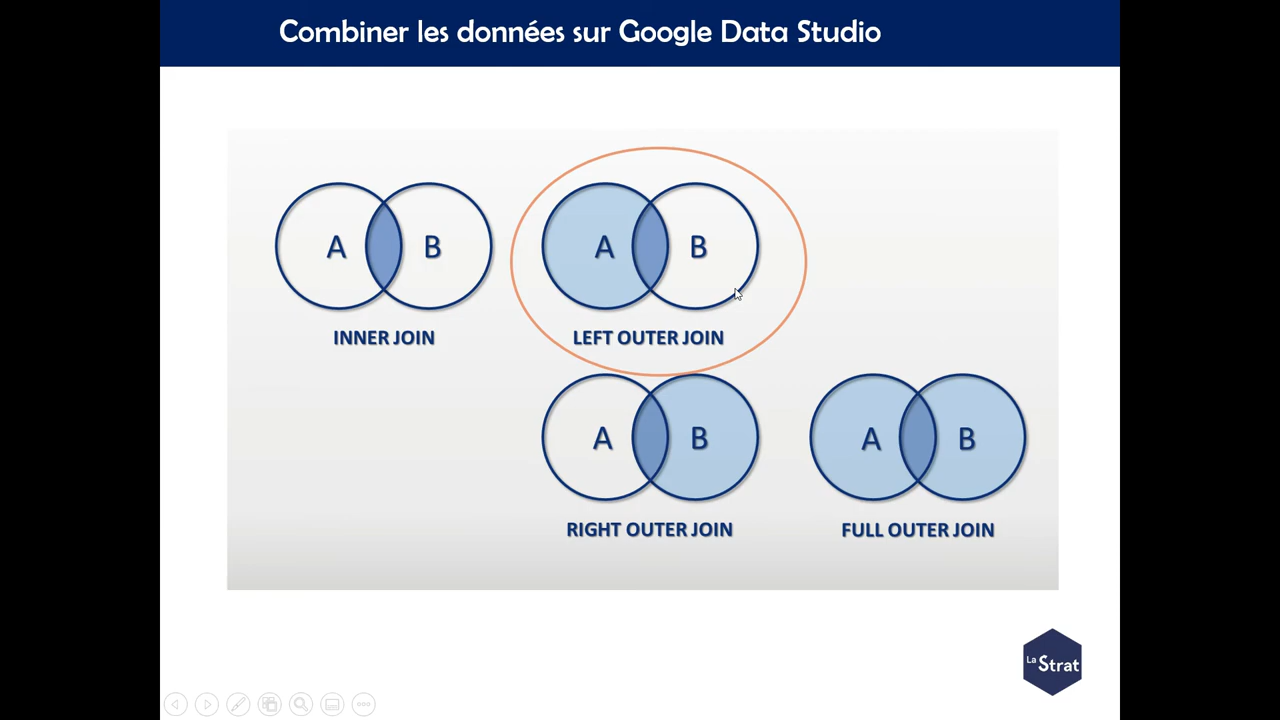 Combiner les données sur Google Data Studio
A B
A B
INNER JOIN
LEFT OUTER JOIN
A B
A B
RIGHT OUTER JOIN
FULL OUTER JOIN
La Strat